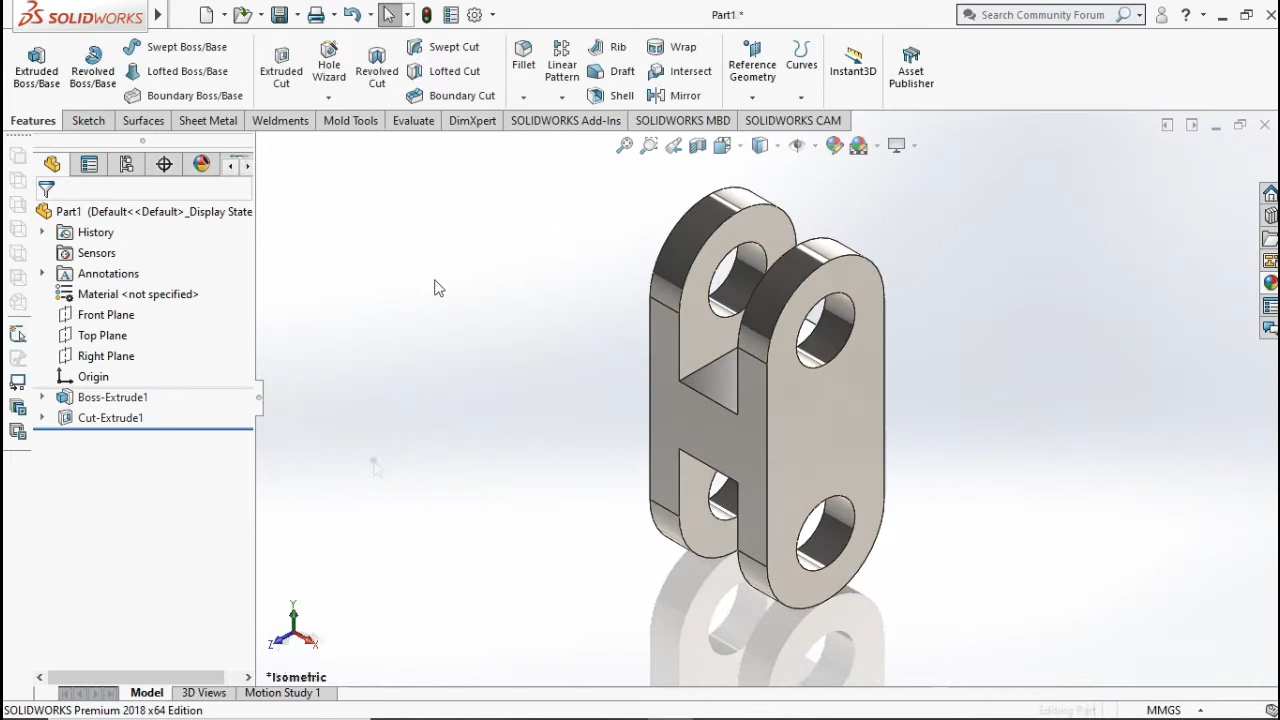 SOLIDWORKS
Part1 *
Search Community Forum
?
Extruded Boss/Base
Revolved Boss/Base
Swept Boss/Base
Lofted Boss/Base
Boundary Boss/Base
Extruded Cut
Hole Wizard
Revolved Cut
Swept Cut
Lofted Cut
Boundary Cut
Fillet
Linear Pattern
Rib
Draft
Shell
Wrap
Intersect
Mirror
Reference Geometry
Curves
Instant3D
Asset Publisher
Features
Sketch
Surfaces
Sheet Metal
Weldments
Mold Tools
Evaluate
DimXpert
SOLIDWORKS Add-Ins
SOLIDWORKS MBD
SOLIDWORKS CAM
Part1 (Default<<Default>_Display State
History
Sensors
Annotations
Material <not specified>
Front Plane
Top Plane
Right Plane
Origin
Boss-Extrude1
Cut-Extrude1
Y
Z
X
*Isometric
Model
3D Views
Motion Study 1
SOLIDWORKS Premium 2018 x64 Edition
Editing Part
MMGS